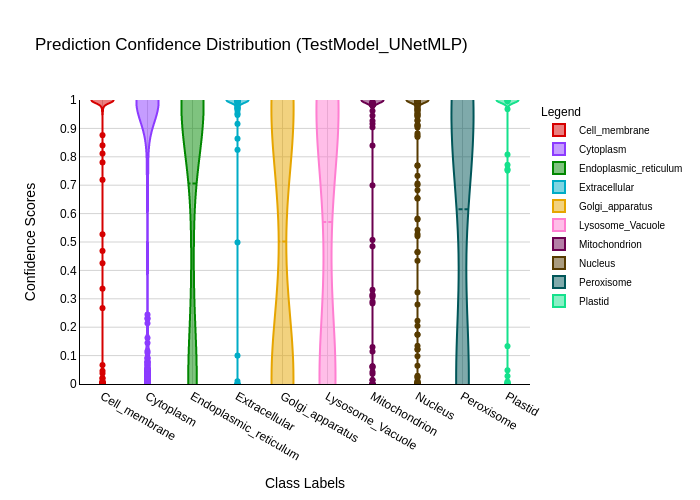 Prediction Confidence Distribution (TestModel_UNetMLP)
Confidence Scores
1
0.9
0.8
0.7
0.6
0.5
0.4
0.3
0.2
0.1
0
Cell_membrane
Cytoplasm
Endoplasmic_reticulum
Extracellular
Golgi_apparatus
Lysosome_Vacuole
Mitochondrion
Nucleus
Peroxisome
Plastid
Class Labels
Legend
Cell_membrane
Cytoplasm
Endoplasmic_reticulum
Extracellular
Golgi_apparatus
Lysosome_Vacuole
Mitochondrion
Nucleus
Peroxisome
Plastid